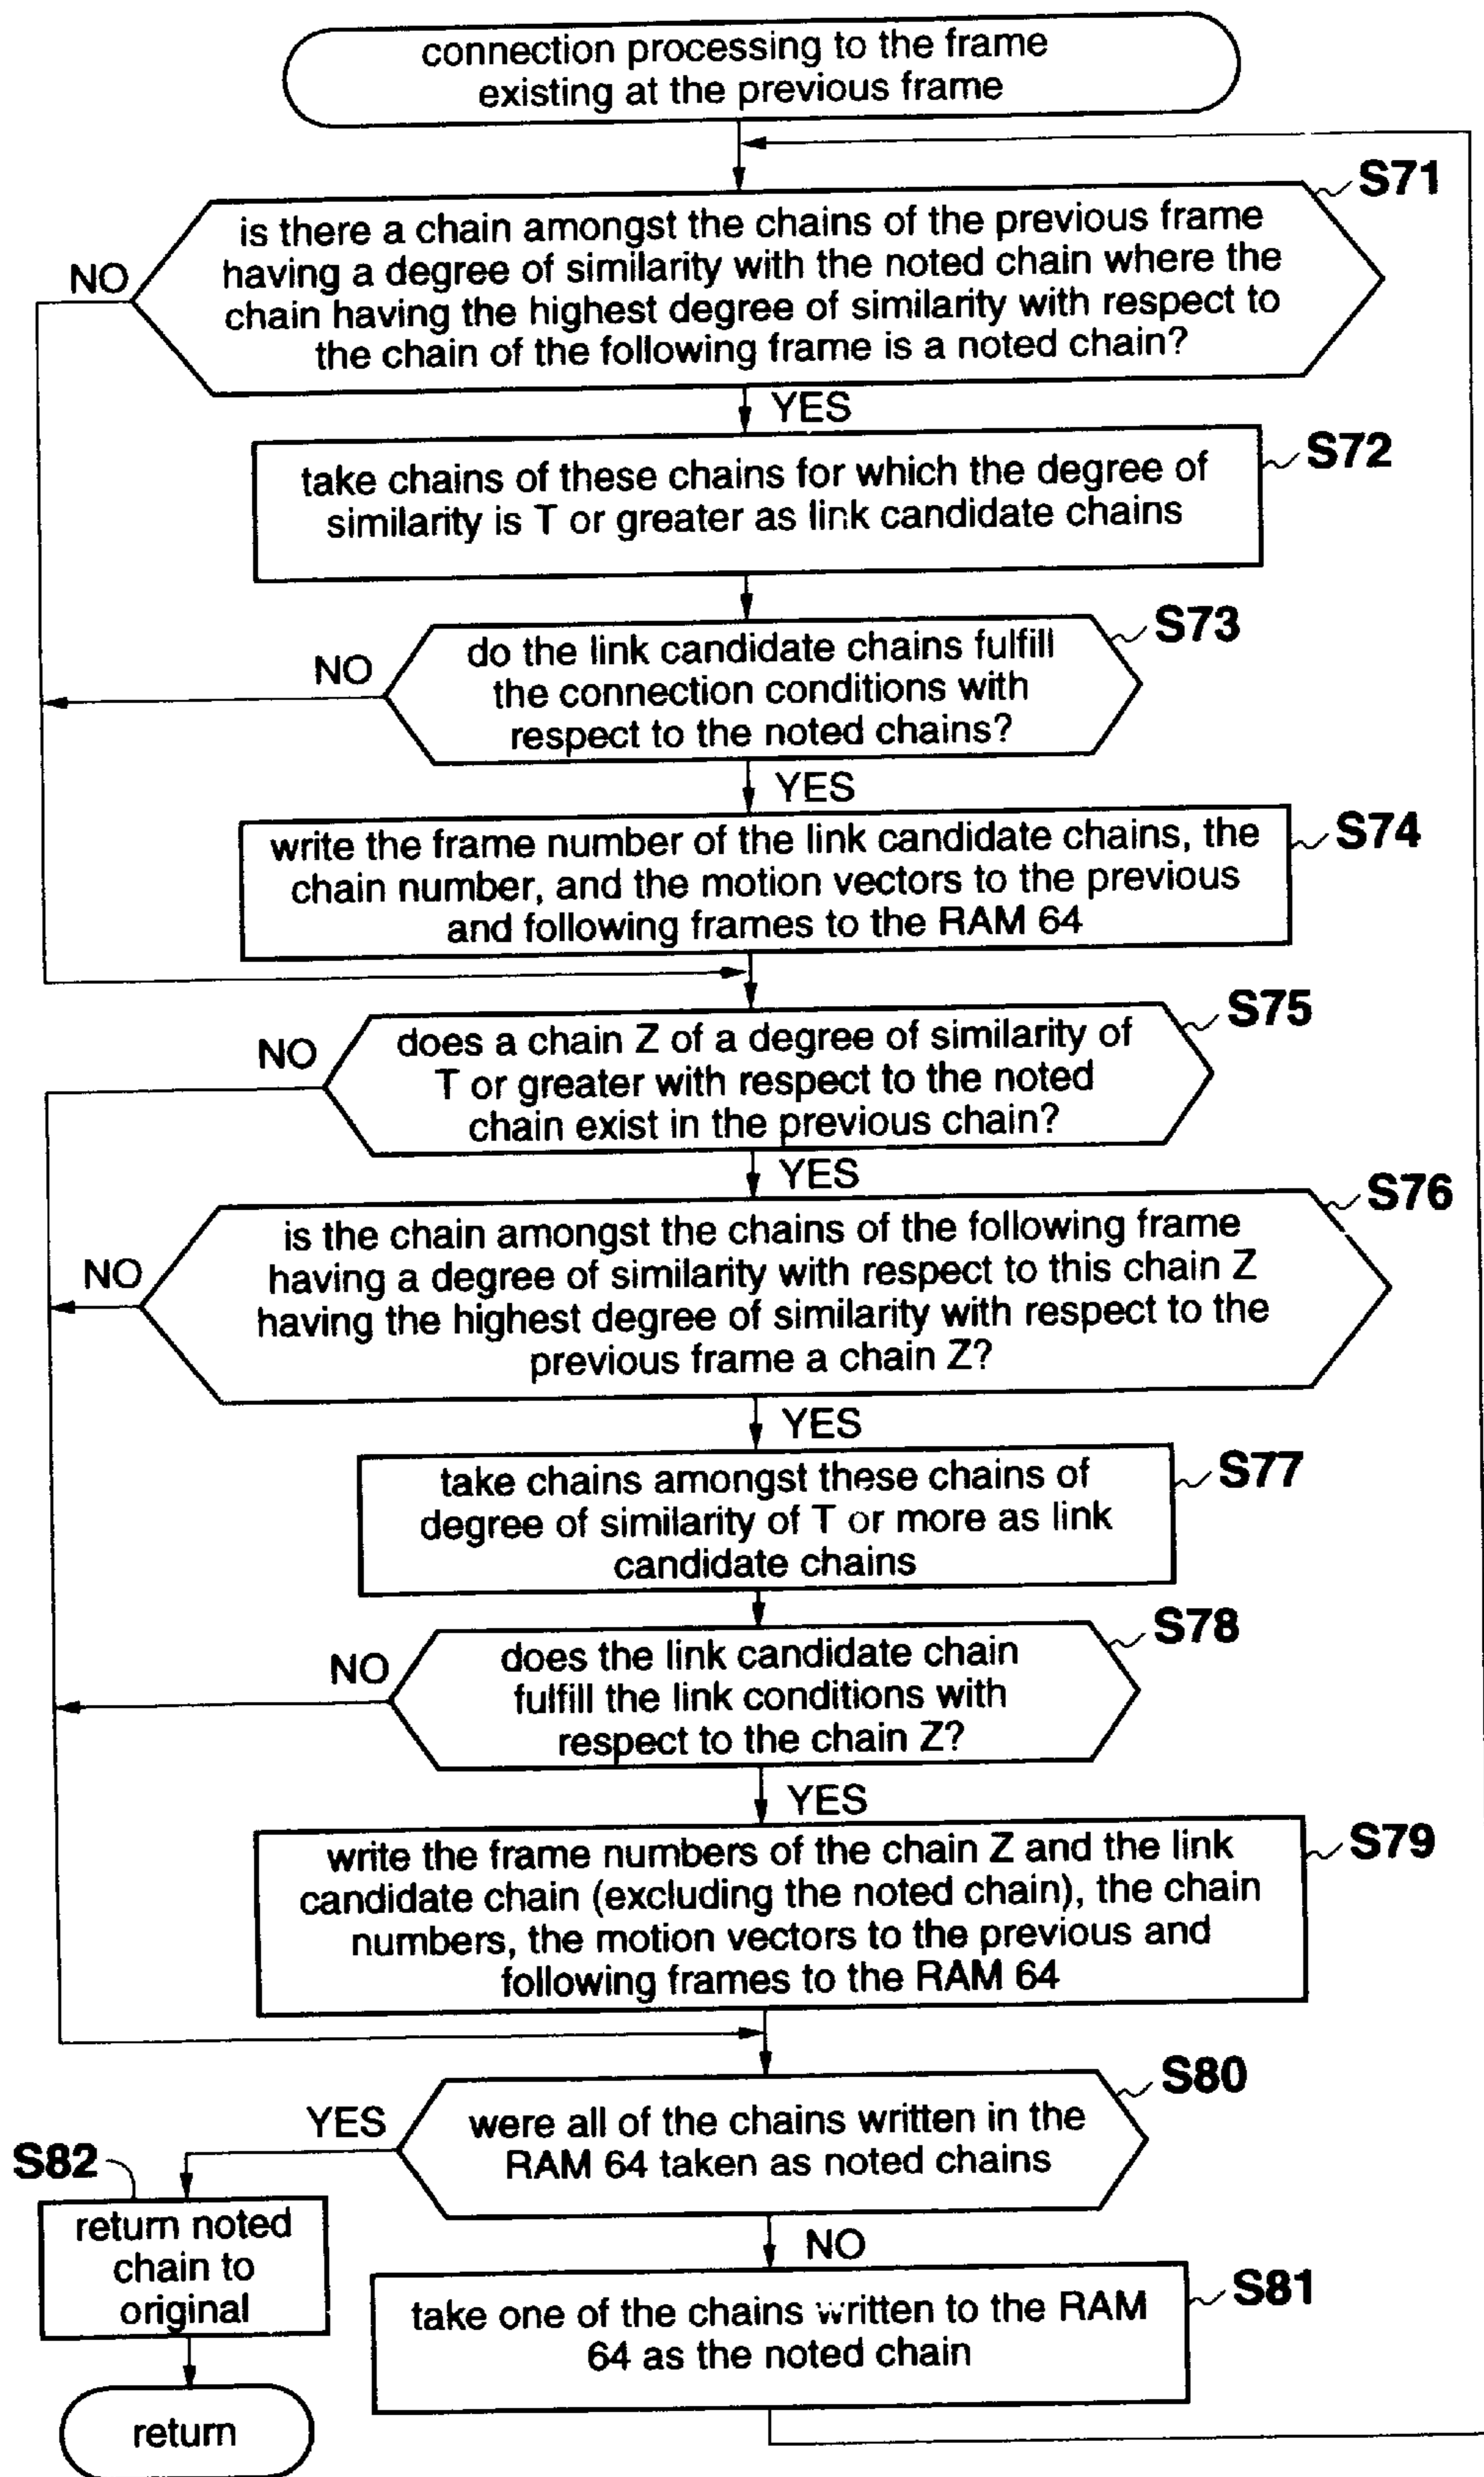 connection processing to the frame
existing at the previous frame
S71
is there a chain amongst the chains of the previous frame
having a degree of similarity with the noted chain where the
chain having the highest degree of similarity with respect to
the chain of the following frame is a noted chain?
NO
YES
S72
take chains of these chains for which the degree of
similarity is T or greater as link candidate chains
S73
do the link candidate chains fulfill
the connection conditions with
respect to the noted chains?
NO
YES
S74
write the frame number of the link candidate chains, the
chain number, and the motion vectors to the previous
and following frames to the RAM 64
S75
does a chain Z of a degree of similarity of
T or greater with respect to the noted
chain exist in the previous chain?
NO
YES
S76
is the chain amongst the chains of the following frame
having a degree of similarity with respect to this chain Z
having the highest degree of similarity with respect to the
previous frame a chain Z?
NO
YES
S77
take chains amongst these chains of
degree of similarity of T or more as link
candidate chains
S78
does the link candidate chain
fulfill the link conditions with
respect to the chain Z?
NO
YES
S79
write the frame numbers of the chain Z and the link
candidate chain (excluding the noted chain), the chain
numbers, the motion vectors to the previous and
following frames to the RAM 64
S80
were all of the chains written in the
RAM 64 taken as noted chains
YES
NO
S82
return noted
chain to
original
S81
take one of the chains written to the RAM
64 as the noted chain
return